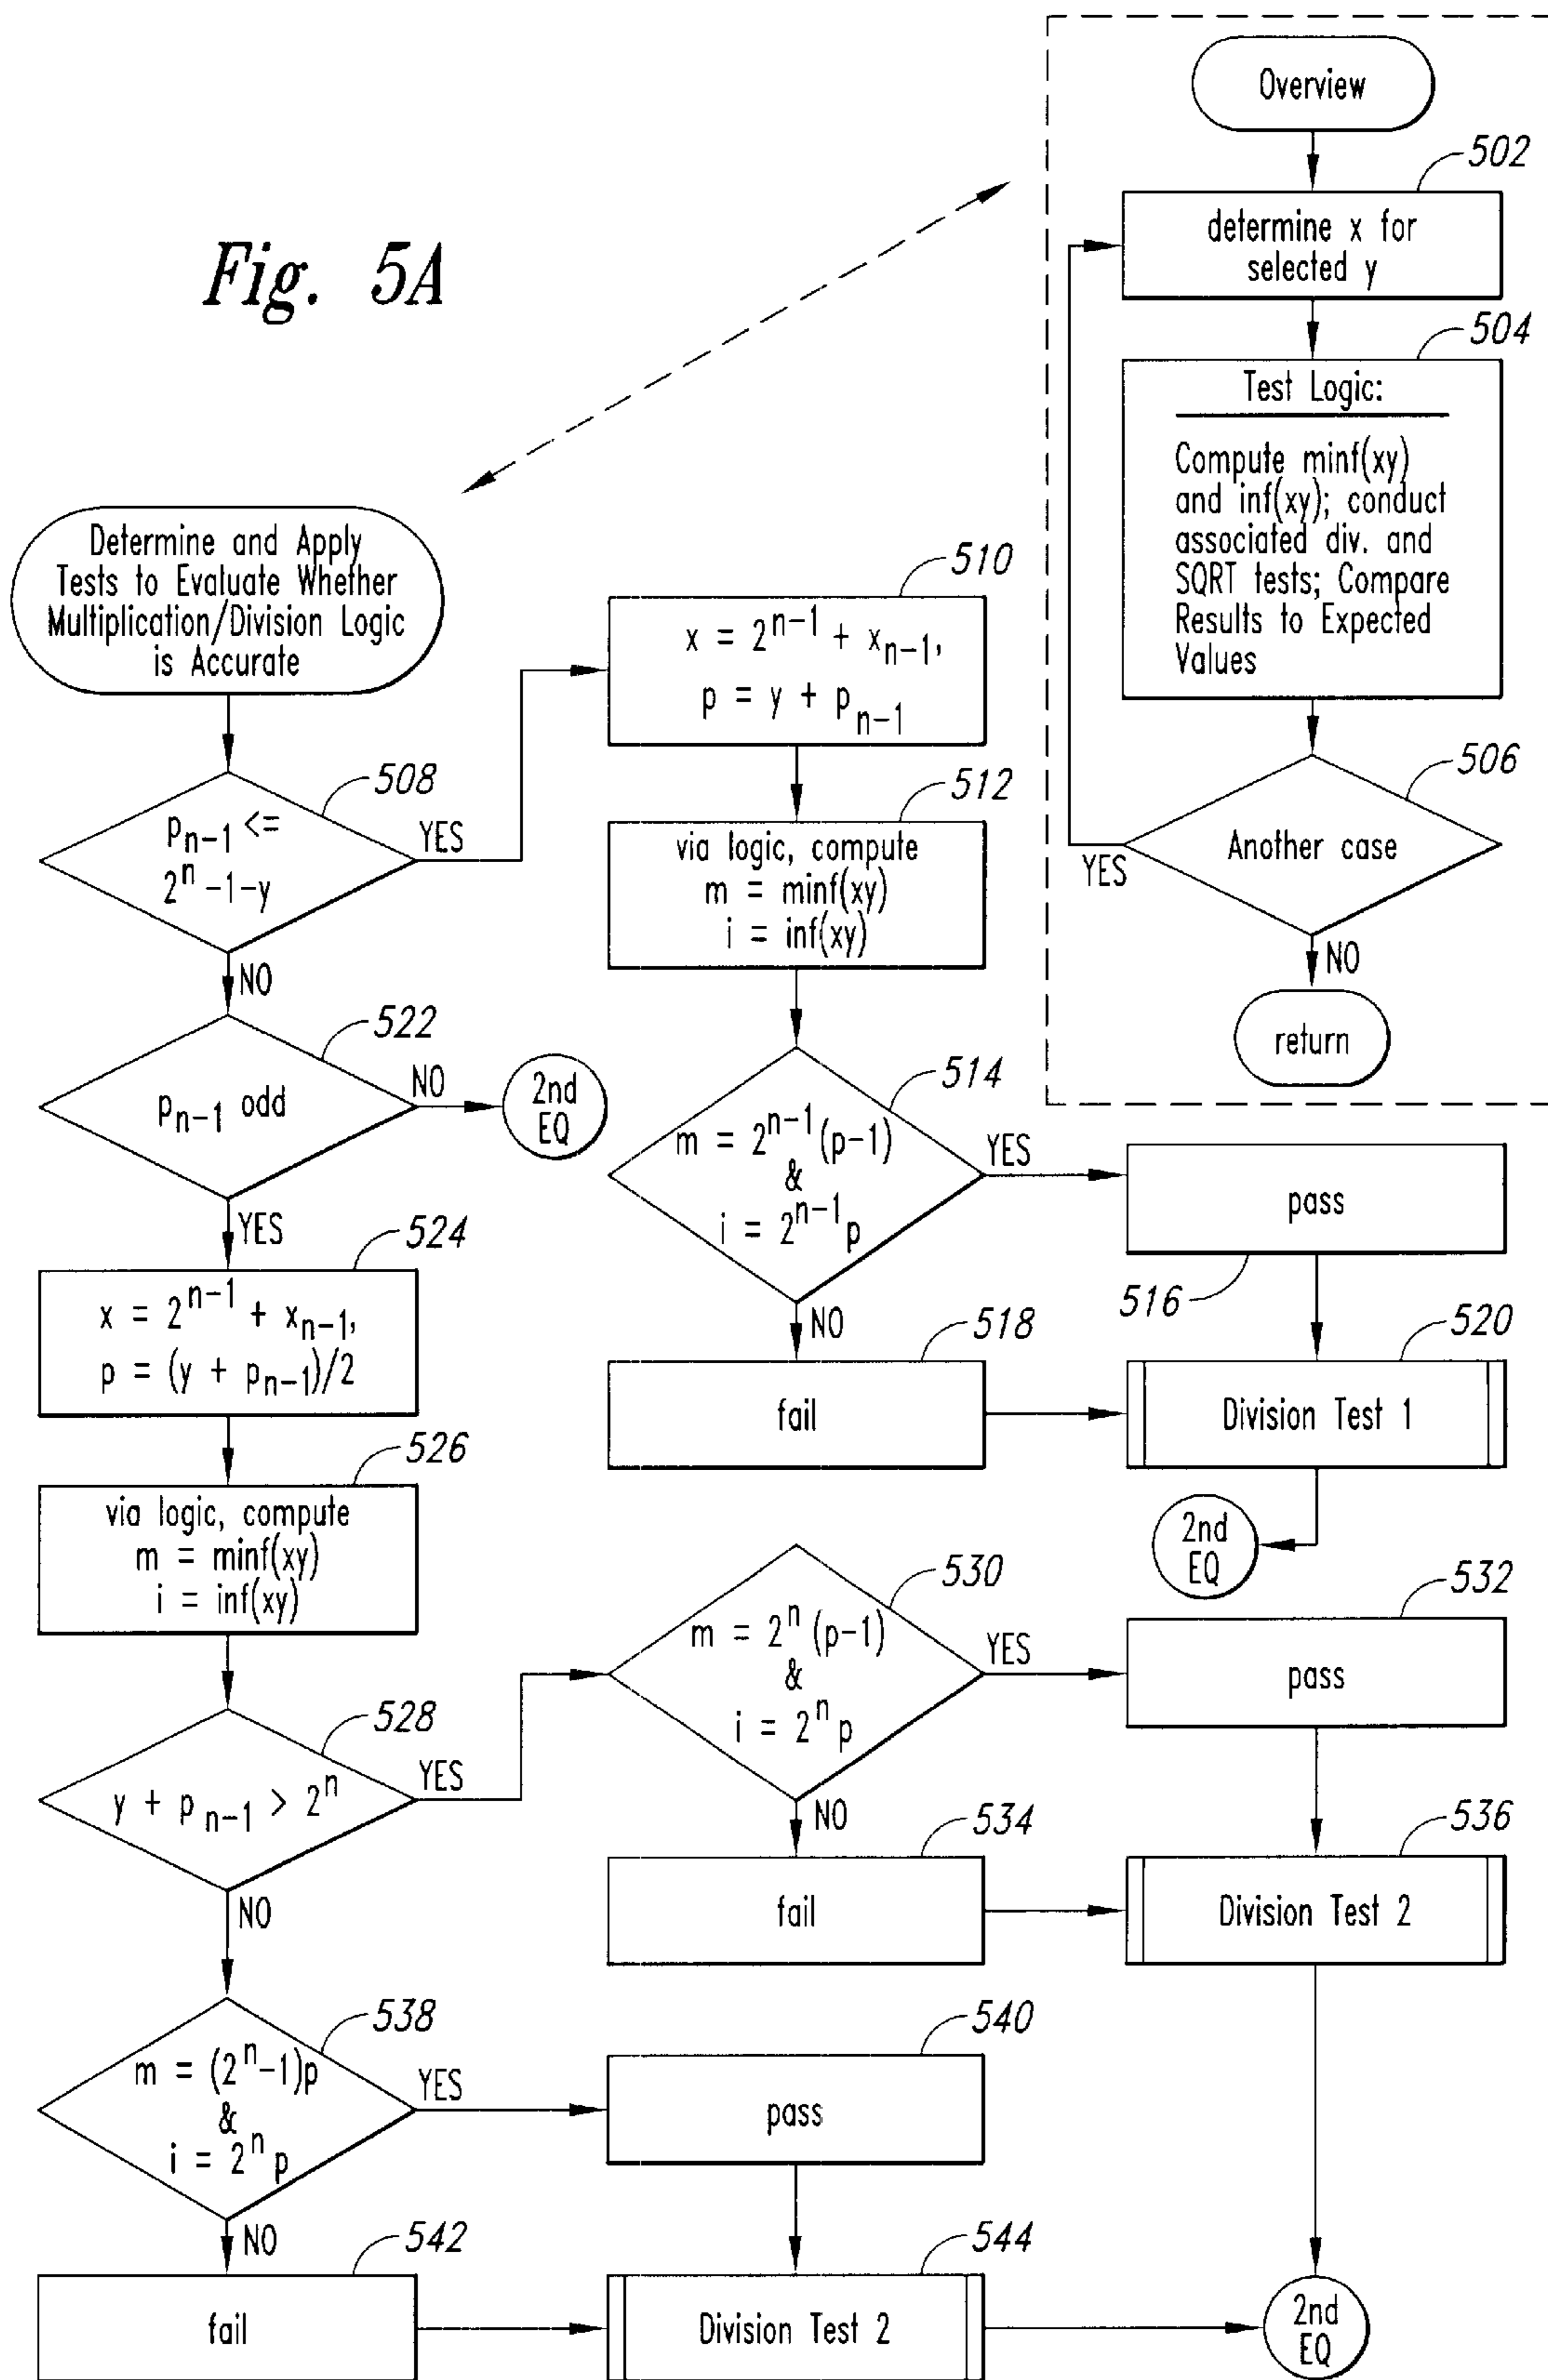 Fig. 5A
Overview
502
determine x for
selected y
504
Test Logic:
Compute minf(xy)
and inf(xy); conduct
associated div. and
SQRT tests; Compare
Results to Expected
Values
506
Another case
YES
NO
return
Determine and Apply
Tests to Evaluate Whether
Multiplication/Division Logic
is Accurate
508
p_{n-1} <=
2^n -1-y
YES
NO
510
x = 2^{n-1} + x_{n-1},
p = y + p_{n-1}
512
via logic, compute
m = minf(xy)
i = inf(xy)
514
m = 2^{n-1} (p-1)
&
i = 2^{n-1} p
YES
NO
pass
516
518
fail
520
Division Test 1
2nd
EQ
522
p_{n-1} odd
NO
2nd
EQ
YES
524
x = 2^{n-1} + x_{n-1},
p = (y + p_{n-1})/2
526
via logic, compute
m = minf(xy)
i = inf(xy)
528
y + p_{n-1} > 2^n
YES
NO
530
m = 2^n (p-1)
&
i = 2^n p
YES
NO
532
pass
534
fail
536
Division Test 2
538
m = (2^n-1)p
&
i = 2^n p
YES
NO
540
pass
542
fail
544
Division Test 2
2nd
EQ